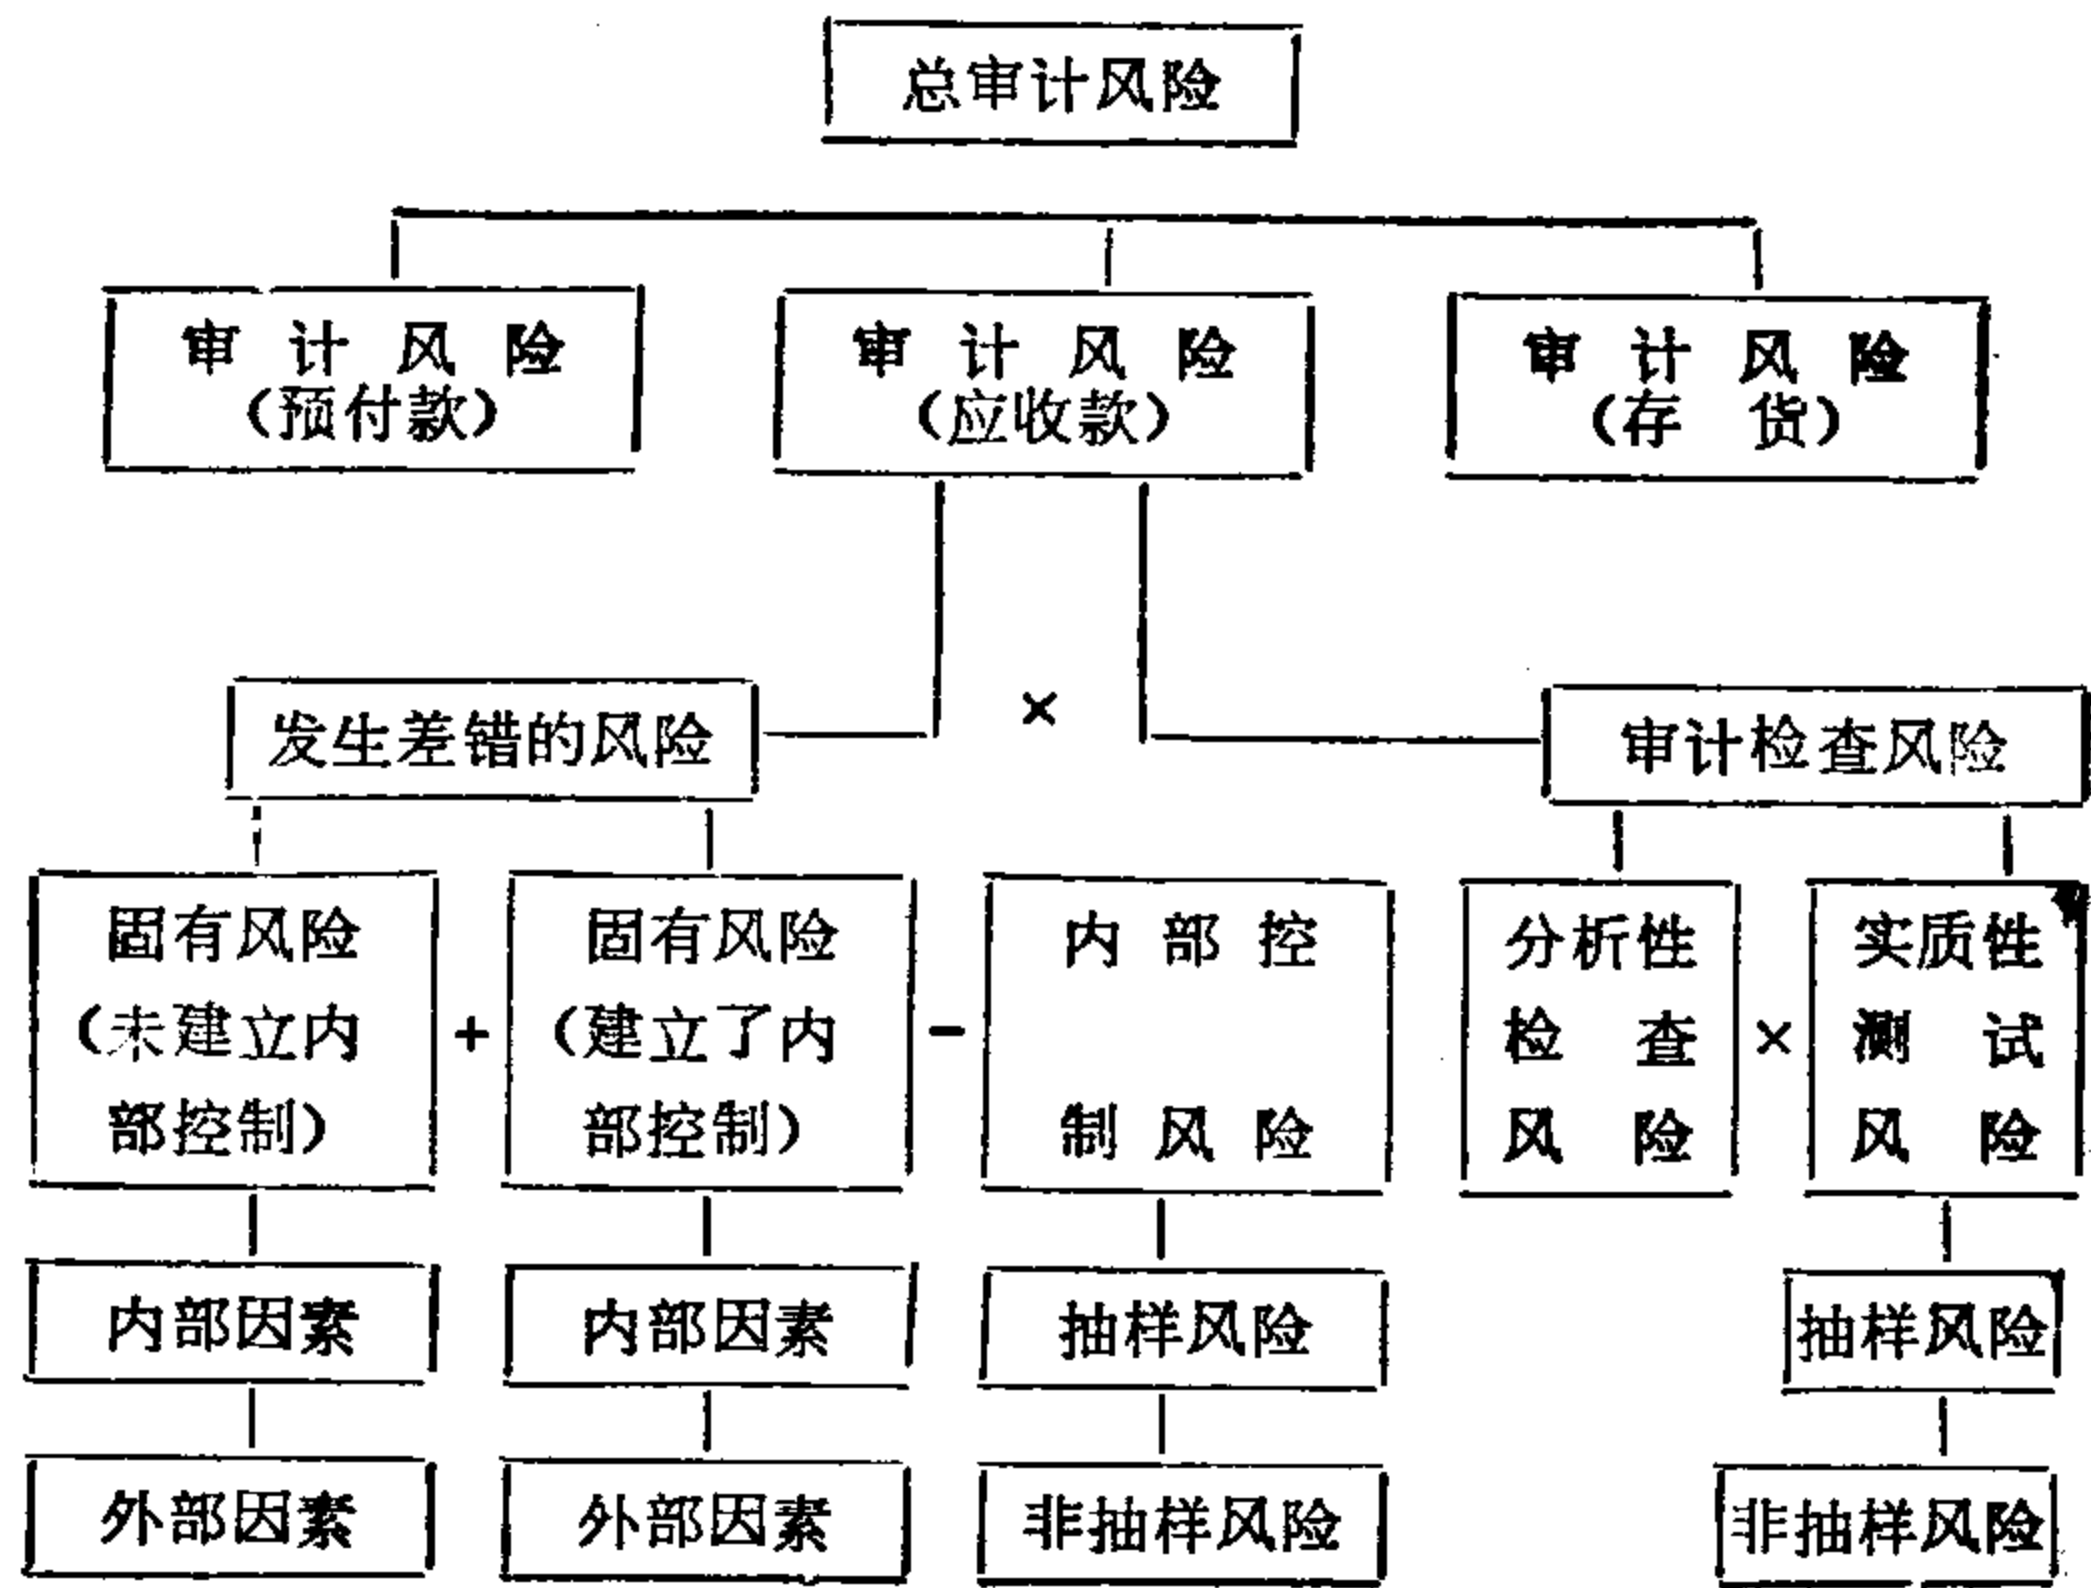 总审计风险
审计风险
（预付款）
审计风险
（应收款）
审计风险
（存货）
发生差错的风险
×
审计检查风险
固有风险
（未建立内
部控制）
+
固有风险
（建立了内
部控制）
-
内部控
制风险
分析性
检查
风险
×
实质性
测试
风险
内部因素
内部因素
抽样风险
抽样风险
外部因素
外部因素
非抽样风险
非抽样风险